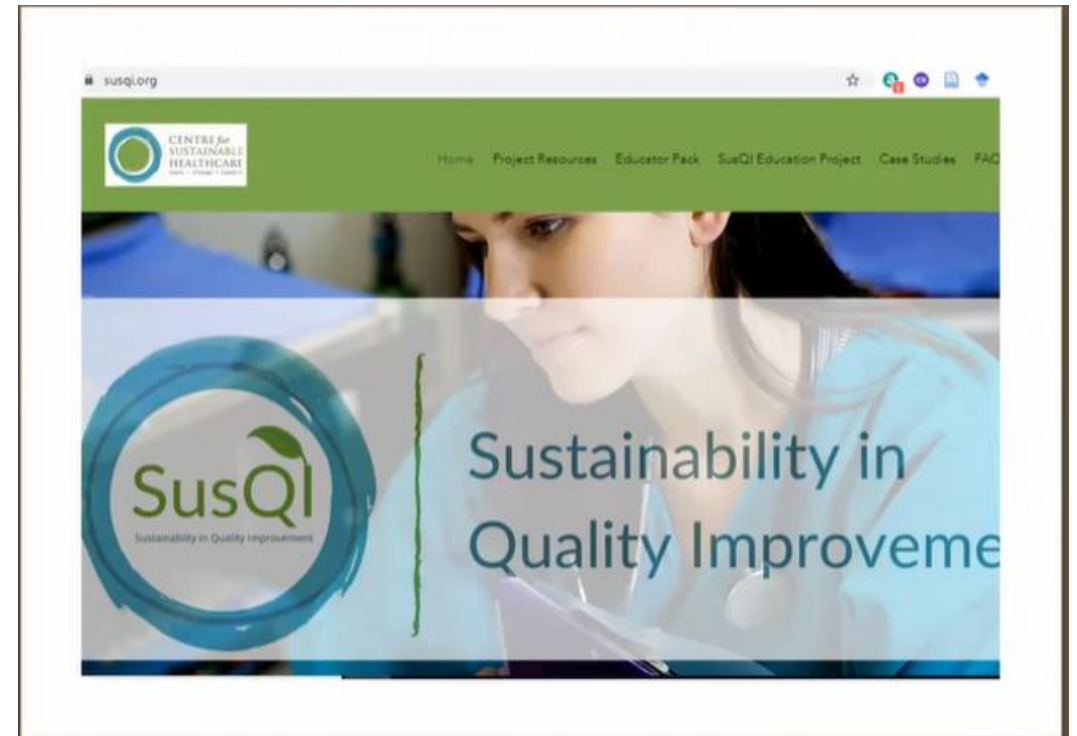 susqi.org
CENTRE for
SUSTAINABLE
HEALTHCARE
Home Project Resources Educator Pack SusQI Education Project Case Studies FAQ
SusQI
Sustainability in Quality Improvement
Sustainability in
Quality Improveme